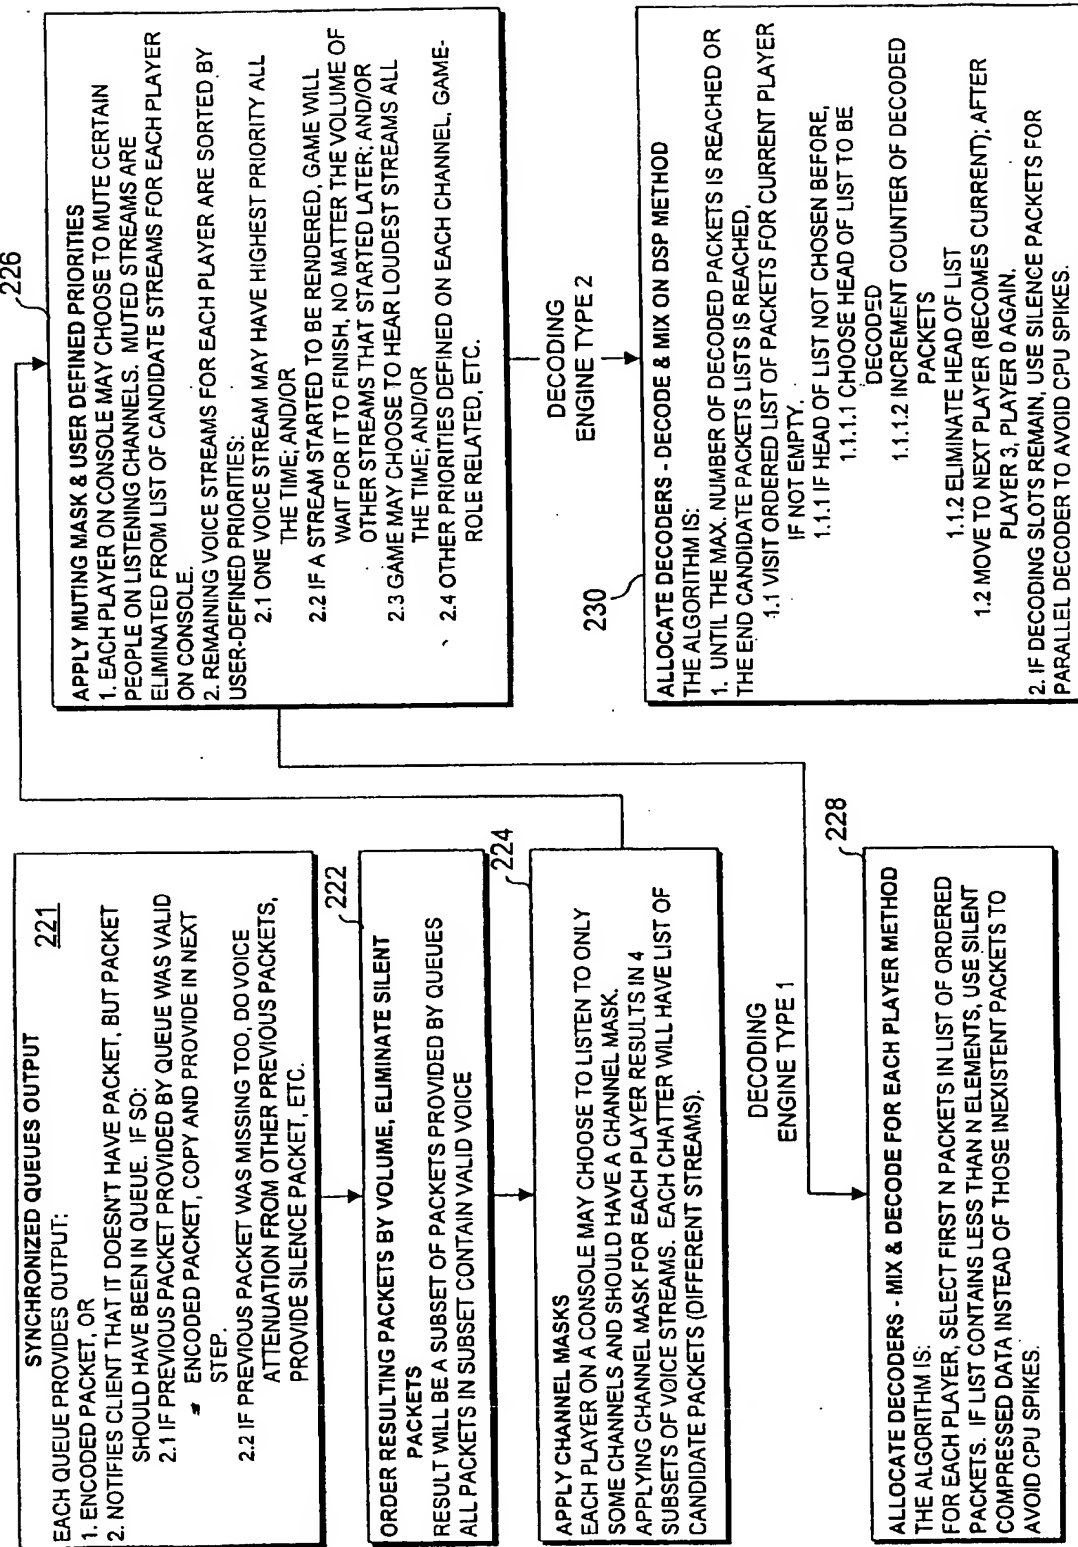 SYNCHRONIZED QUEUES OUTPUT
221
EACH QUEUE PROVIDES OUTPUT:
1. ENCODED PACKET, OR
2. NOTIFIES CLIENT THAT IT DOESN'T HAVE PACKET, BUT PACKET
SHOULD HAVE BEEN IN QUEUE. IF SO:
2.1 IF PREVIOUS PACKET PROVIDED BY QUEUE WAS VALID
ENCODED PACKET, COPY AND PROVIDE IN NEXT
STEP.
2.2 IF PREVIOUS PACKET WAS MISSING TOO, DO VOICE
ATTENUATION FROM OTHER PREVIOUS PACKETS,
PROVIDE SILENCE PACKET, ETC.
222
ORDER RESULTING PACKETS BY VOLUME, ELIMINATE SILENT
PACKETS
RESULT WILL BE A SUBSET OF PACKETS PROVIDED BY QUEUES
ALL PACKETS IN SUBSET CONTAIN VALID VOICE
224
APPLY CHANNEL MASKS
EACH PLAYER ON A CONSOLE MAY CHOOSE TO LISTEN TO ONLY
SOME CHANNELS AND SHOULD HAVE A CHANNEL MASK.
APPLYING CHANNEL MASK FOR EACH PLAYER RESULTS IN 4
SUBSETS OF VOICE STREAMS. EACH CHATTER WILL HAVE LIST OF
CANDIDATE PACKETS (DIFFERENT STREAMS).
DECODING
ENGINE TYPE 1
228
ALLOCATE DECODERS - MIX & DECODE FOR EACH PLAYER METHOD
THE ALGORITHM IS:
FOR EACH PLAYER, SELECT FIRST N PACKETS IN LIST OF ORDERED
PACKETS. IF LIST CONTAINS LESS THAN N ELEMENTS, USE SILENT
COMPRESSED DATA INSTEAD OF THOSE INEXISTENT PACKETS TO
AVOID CPU SPIKES.
226
APPLY MUTING MASK & USER DEFINED PRIORITIES
1. EACH PLAYER ON CONSOLE MAY CHOOSE TO MUTE CERTAIN
PEOPLE ON LISTENING CHANNELS. MUTED STREAMS ARE
ELIMINATED FROM LIST OF CANDIDATE STREAMS FOR EACH PLAYER
ON CONSOLE.
2. REMAINING VOICE STREAMS FOR EACH PLAYER ARE SORTED BY
USER-DEFINED PRIORITIES:
2.1 ONE VOICE STREAM MAY HAVE HIGHEST PRIORITY ALL
THE TIME; AND/OR
2.2 IF A STREAM STARTED TO BE RENDERED, GAME WILL
WAIT FOR IT TO FINISH, NO MATTER THE VOLUME OF
OTHER STREAMS THAT STARTED LATER; AND/OR
2.3 GAME MAY CHOOSE TO HEAR LOUDEST STREAMS ALL
THE TIME; AND/OR
2.4 OTHER PRIORITIES DEFINED ON EACH CHANNEL, GAME-
ROLE RELATED, ETC.
DECODING
ENGINE TYPE 2
230
ALLOCATE DECODERS - DECODE & MIX ON DSP METHOD
THE ALGORITHM IS:
1. UNTIL THE MAX. NUMBER OF DECODED PACKETS IS REACHED OR
THE END CANDIDATE PACKETS LISTS IS REACHED,
1.1 VISIT ORDERED LIST OF PACKETS FOR CURRENT PLAYER
IF NOT EMPTY.
1.1.1 IF HEAD OF LIST NOT CHOSEN BEFORE,
1.1.1.1 CHOOSE HEAD OF LIST TO BE
DECODED
1.1.1.2 INCREMENT COUNTER OF DECODED
PACKETS
1.1.2 ELIMINATE HEAD OF LIST
1.2 MOVE TO NEXT PLAYER (BECOMES CURRENT); AFTER
PLAYER 3, PLAYER 0 AGAIN.
2. IF DECODING SLOTS REMAIN, USE SILENCE PACKETS FOR
PARALLEL DECODER TO AVOID CPU SPIKES.